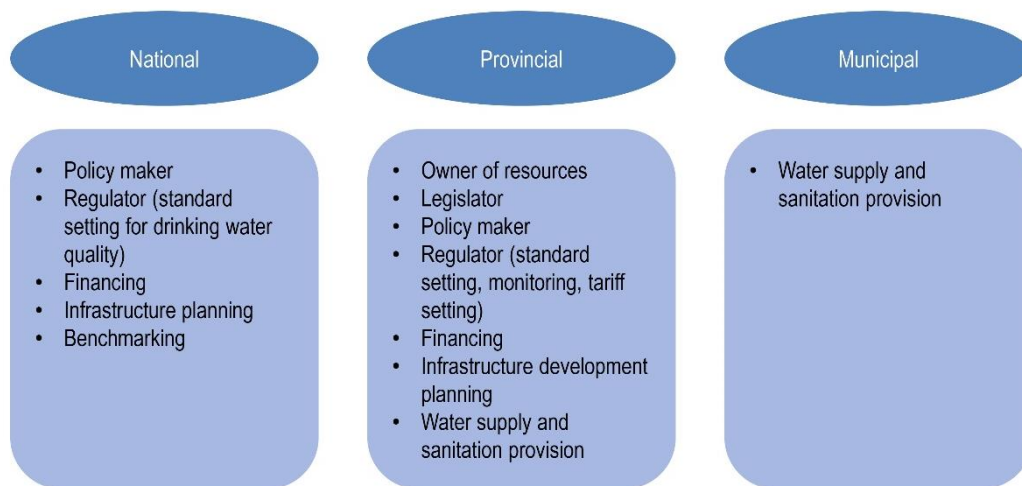 National
• Policy maker
• Regulator (standard
setting for drinking water
quality)
• Financing
• Infrastructure planning
• Benchmarking
Provincial
• Owner of resources
• Legislator
• Policy maker
• Regulator (standard
setting, monitoring, tariff
setting)
• Financing
• Infrastructure development
planning
• Water supply and
sanitation provision
Municipal
• Water supply and
sanitation provision